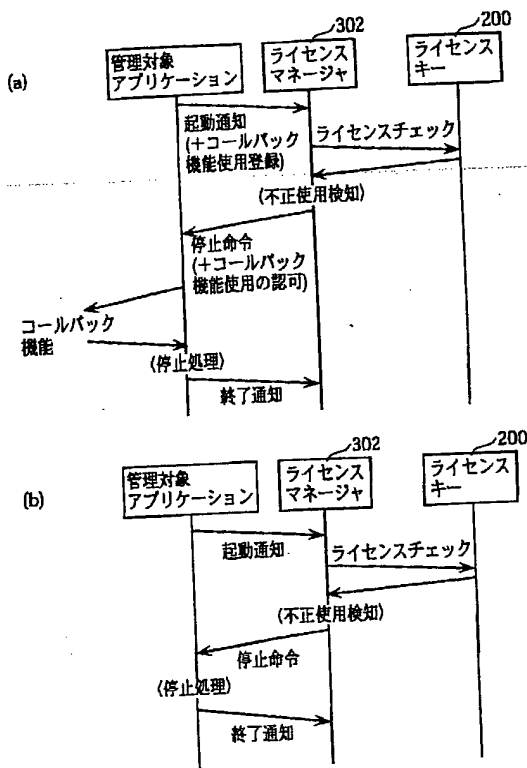 302
200
(a)
管理対象
アプリケーション
ライセンス
マネージャ
ライセンス
キー
起動通知
(+コールバック
機能使用登録)
ライセンスチェック
(不正使用検知)
停止命令
(+コールバック
機能使用の認可)
コールバック
機能
(停止処理)
終了通知
302
200
(b)
管理対象
アプリケーション
ライセンス
マネージャ
ライセンス
キー
起動通知
ライセンスチェック
(不正使用検知)
停止命令
(停止処理)
終了通知